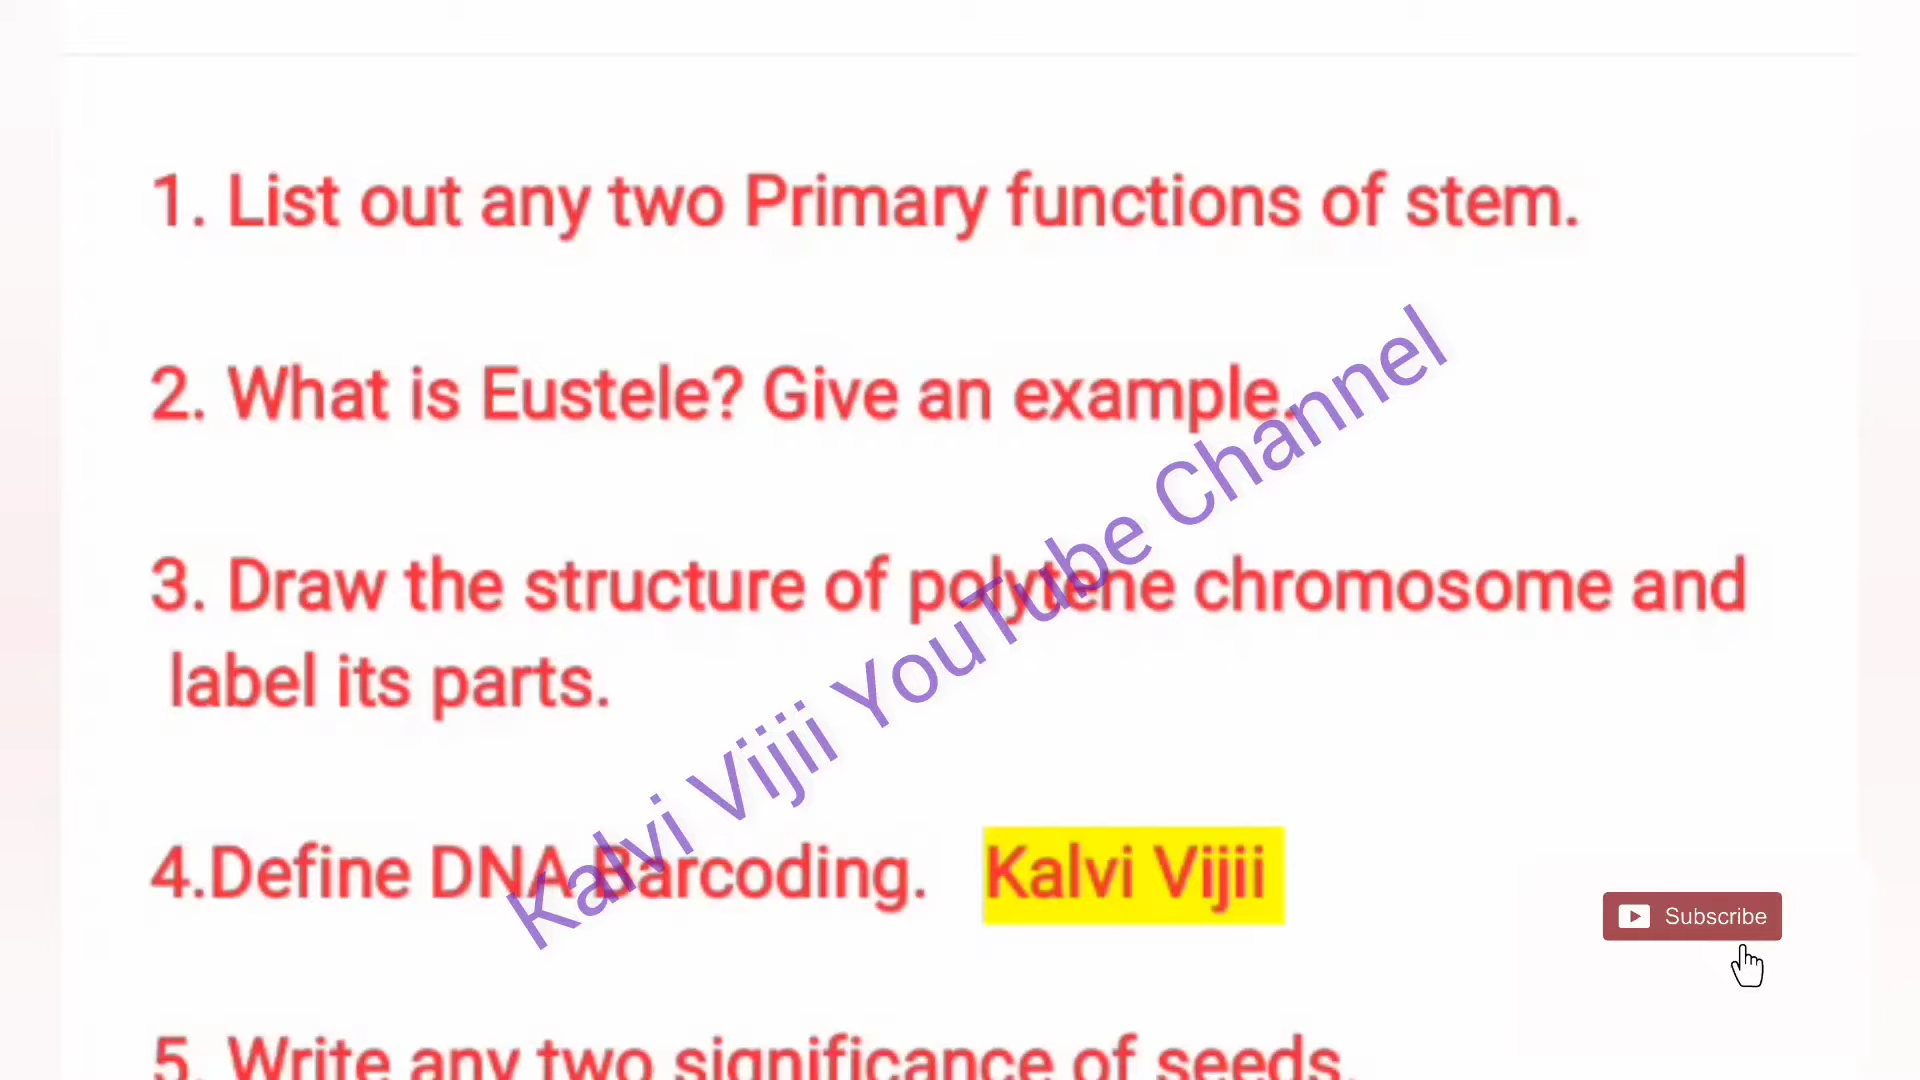 1. List out any two Primary functions of stem.
2. What is Eustele? Give an example.
3. Draw the structure of polytene chromosome and
label its parts.
4.Define DNA Barcoding. Kalvi Vijii
Kalvi Vijii YouTube Channel
Subscribe
5. Write any two significance of seeds.